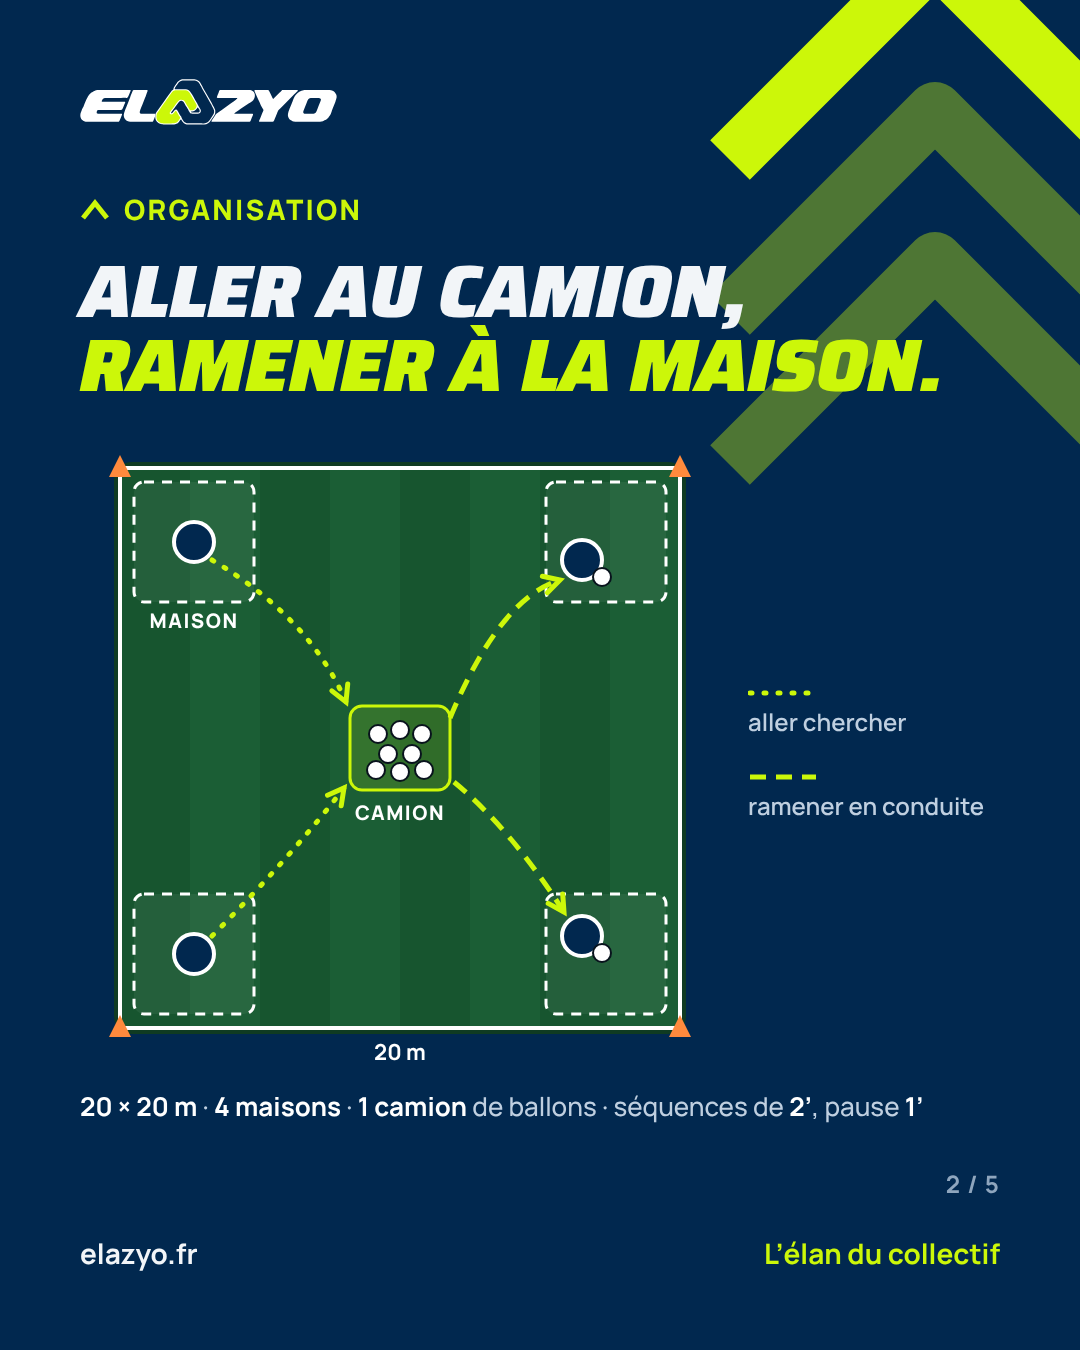 ELAZYO
ORGANISATION
ALLER AU CAMION,
RAMENER À LA MAISON.
MAISON
aller chercher
ramener en conduite
CAMION
20 m
20 × 20 m · 4 maisons · 1 camion de ballons · séquences de 2’, pause 1’
2 / 5
elazyo.fr
L’élan du collectif